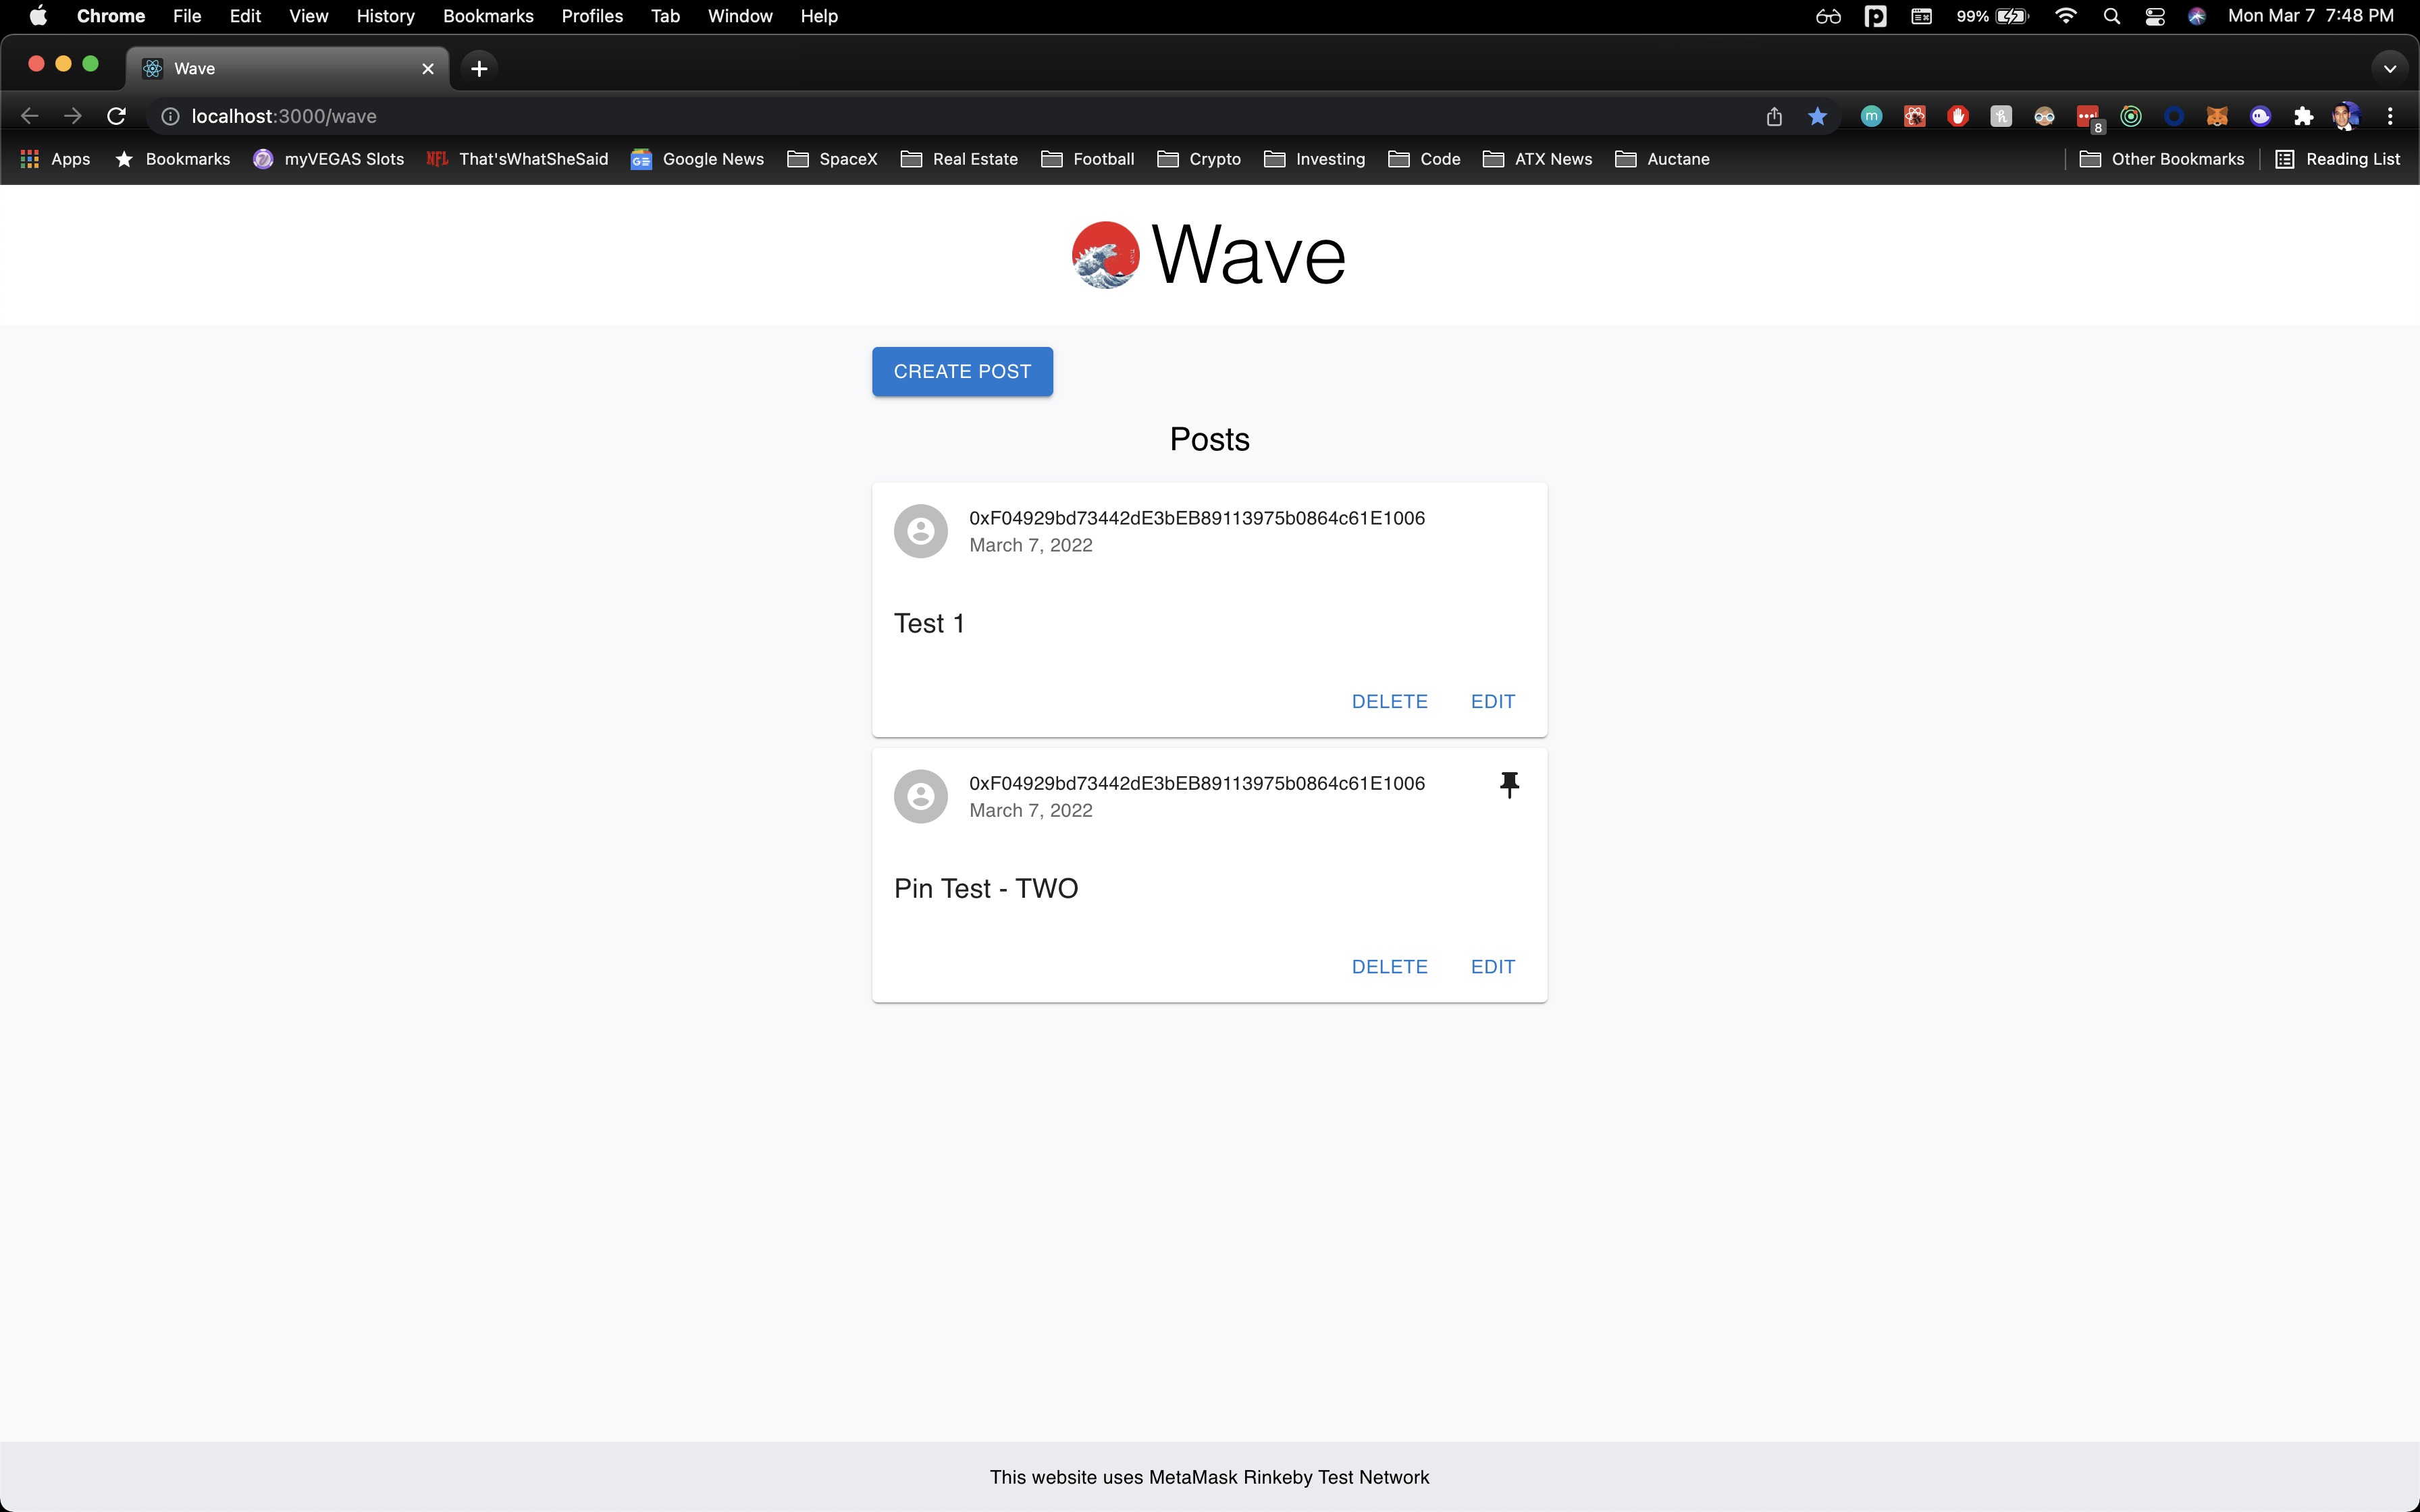 Chrome File Edit View History Bookmarks Profiles Tab Window Help 99% Mon Mar 7 7:48 PM
Wave
localhost:3000/wave
m 8
Apps Bookmarks myVEGAS Slots NFL That'sWhatSheSaid GE Google News SpaceX Real Estate Football Crypto Investing Code ATX News Auctane Other Bookmarks Reading List
Wave
CREATE POST
Posts
0xF04929bd73442dE3bEB89113975b0864c61E1006
March 7, 2022
Test 1
DELETE EDIT
0xF04929bd73442dE3bEB89113975b0864c61E1006
March 7, 2022
Pin Test - TWO
DELETE EDIT
This website uses MetaMask Rinkeby Test Network